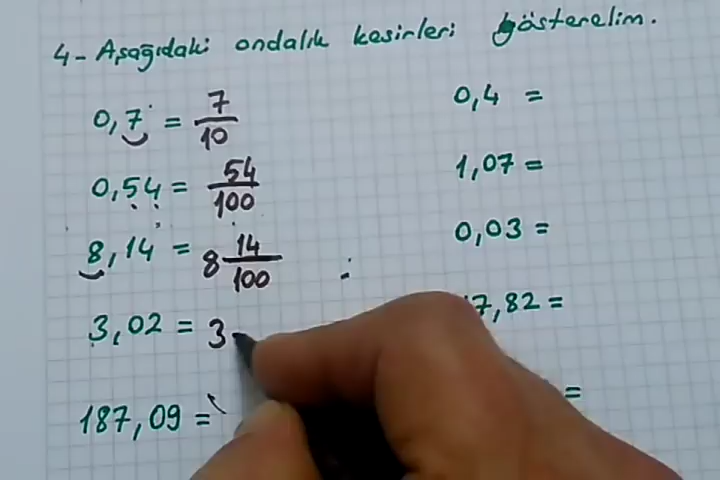 4- Aşağıdaki ondalık kesirleri gösterelim.
0,7 = 7/10
0,54 = 54/100
8,14 = 8 14/100
3,02 = 3
187,09 =
0,4 =
1,07 =
0,03 =
7,82 =
=